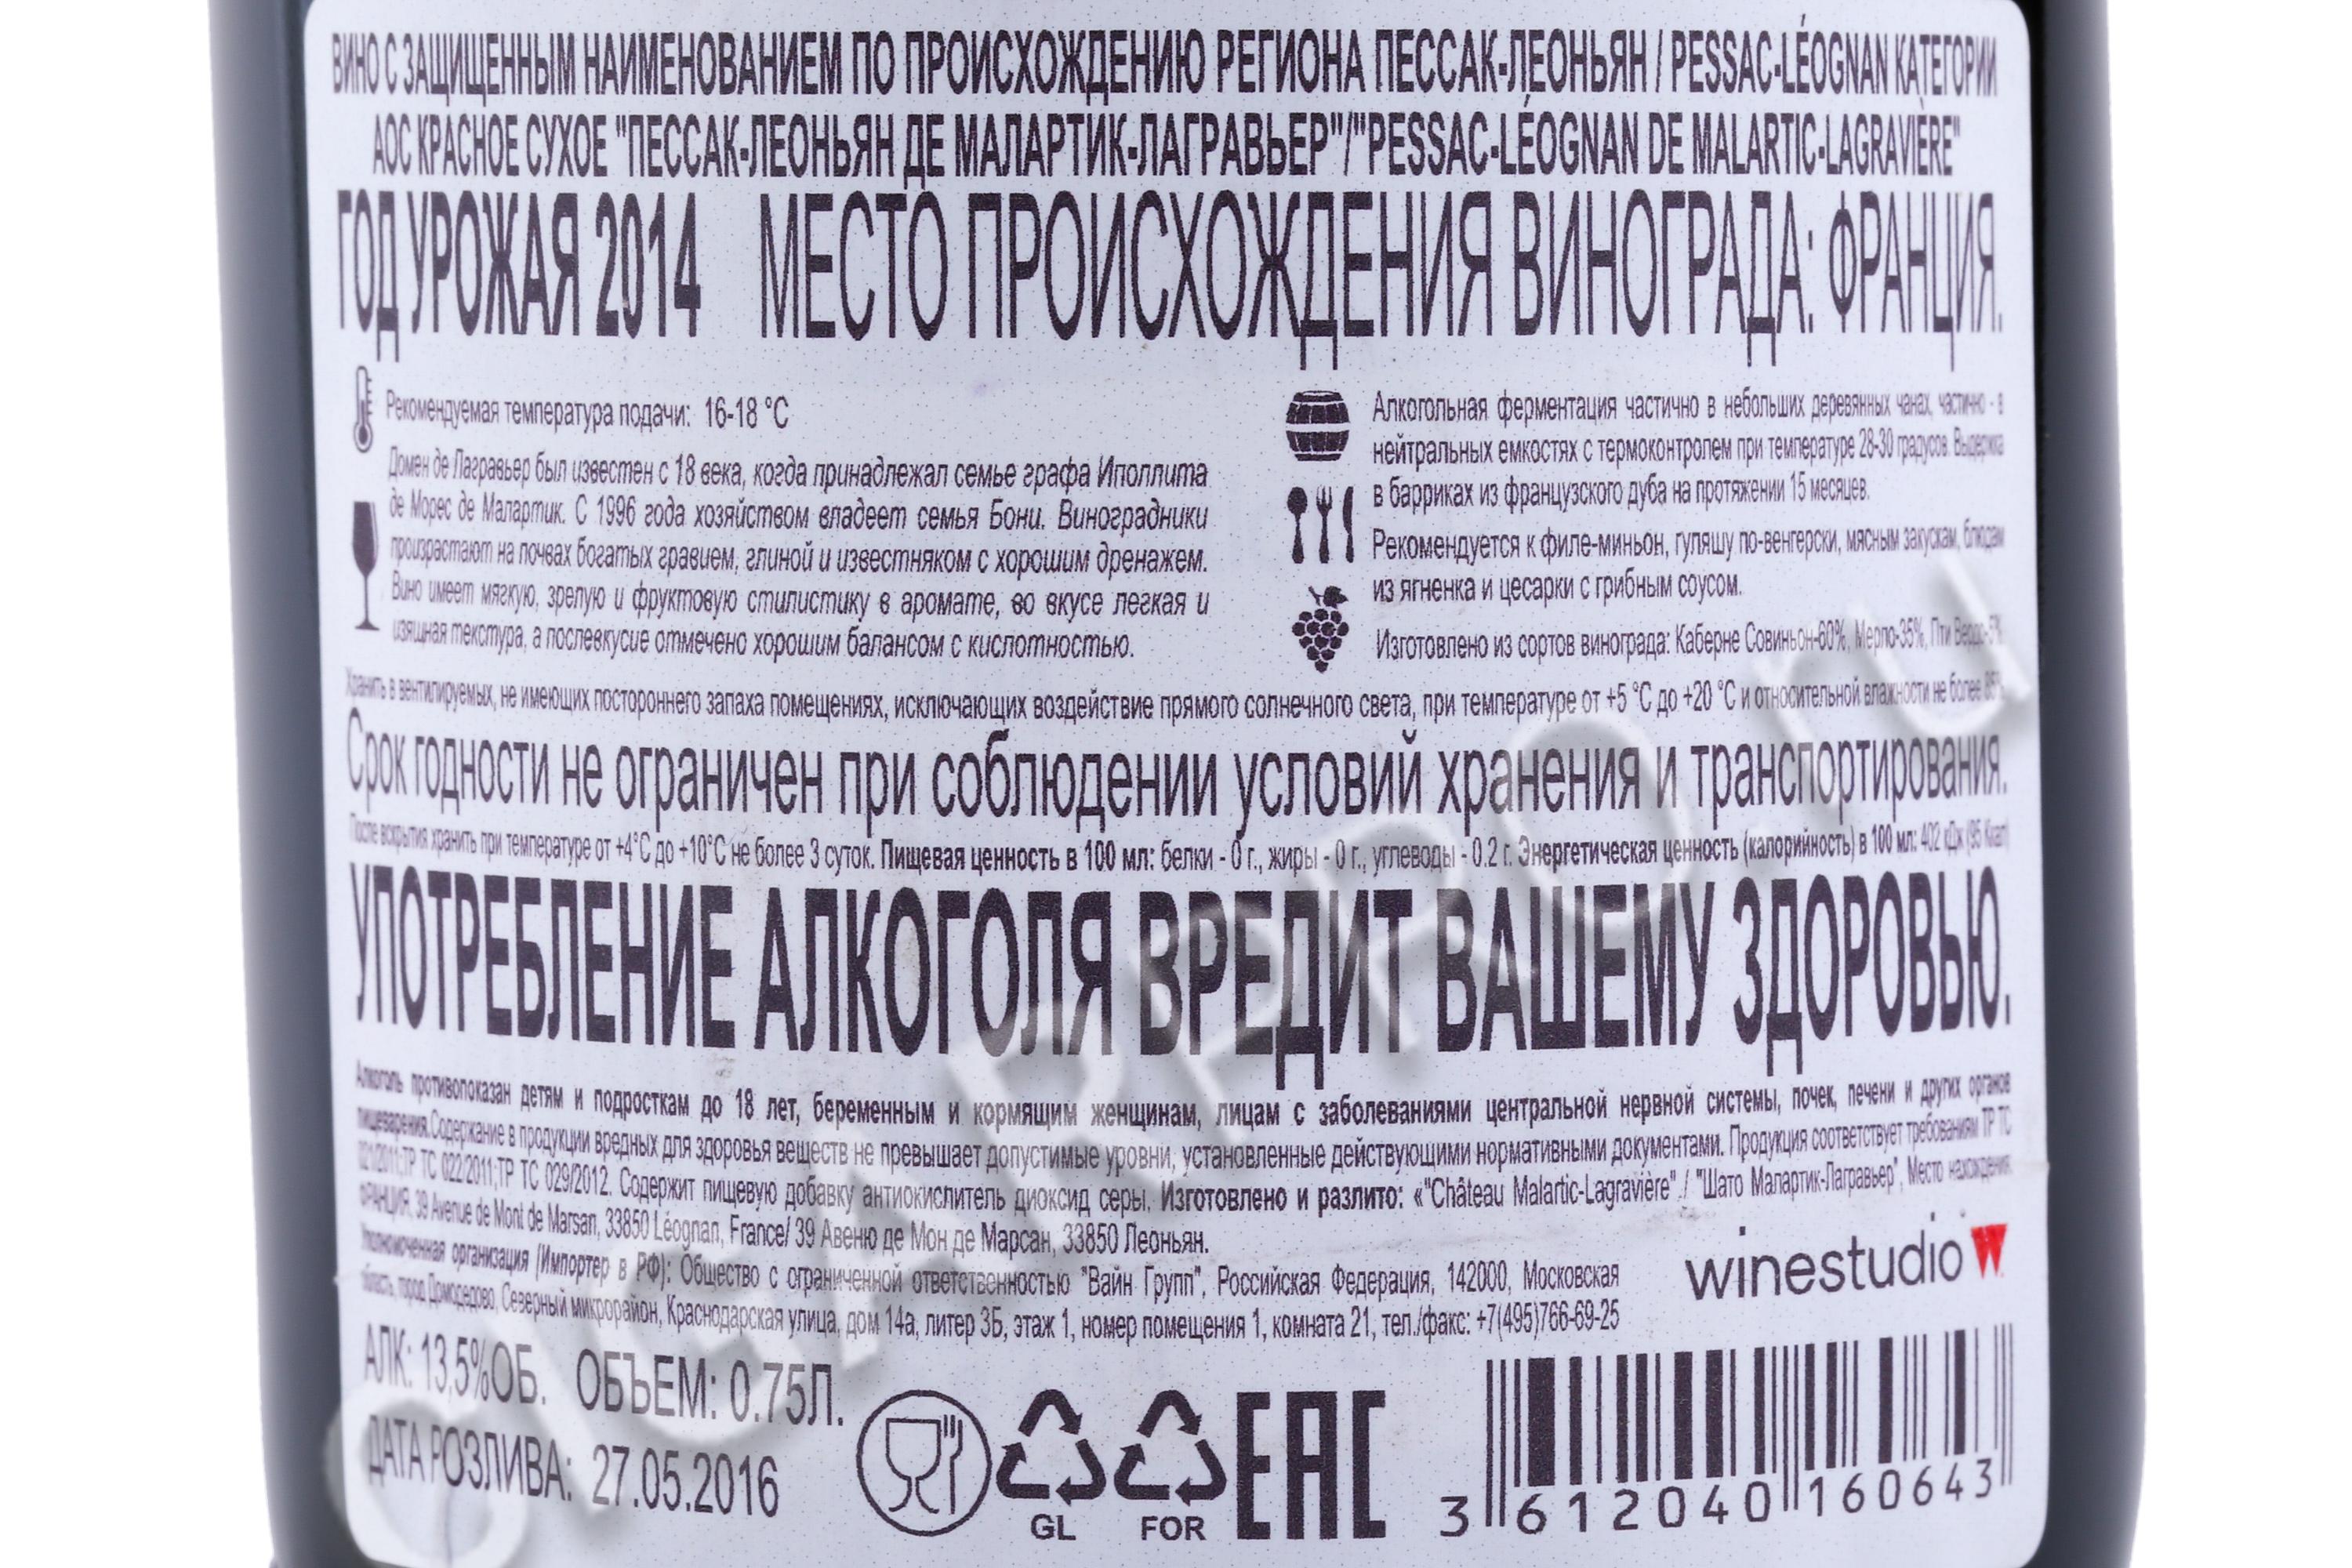 ВИНО С ЗАЩИЩЕННЫМ НАИМЕНОВАНИЕМ ПО ПРОИСХОЖДЕНИЮ РЕГИОНА ПЕССАК-ЛЕОНЬЯН / PESSAC-LÉOGNAN КАТЕГОРИИ
АОС КРАСНОЕ СУХОЕ "ПЕССАК-ЛЕОНЬЯН ДЕ МАЛАРТИК-ЛАГРАВЬЕР"/"PESSAC-LÉOGNAN DE MALARTIC-LAGRAVIÈRE"
ГОД УРОЖАЯ 2014 МЕСТО ПРОИСХОЖДЕНИЯ ВИНОГРАДА: ФРАНЦИЯ.
Рекомендуемая температура подачи: 16-18 °C
Домен де Лагравьер был известен с 18 века, когда принадлежал семье графа Иполлита
де Морес де Малартик. С 1996 года хозяйством владеет семья Бони. Виноградники
произрастают на почвах богатых гравием, глиной и известняком с хорошим дренажем.
Вино имеет мягкую, зрелую и фруктовую стилистику в аромате, во вкусе легкая и
изящная текстура, а послевкусие отмечено хорошим балансом с кислотностью.
Алкогольная ферментация частично в небольших деревянных чанах, частично - в
нейтральных емкостях с термоконтролем при температуре 28-30 градусов. Выдержка
в барриках из французского дуба на протяжении 15 месяцев.
Рекомендуется к филе-миньон, гуляшу по-венгерски, мясным закускам, блюдам
из ягненка и цесарки с грибным соусом.
Изготовлено из сортов винограда: Каберне Совиньон-60%, Мерло-35%, Пти Вердо-5%
Хранить в вентилируемых, не имеющих постороннего запаха помещениях, исключающих воздействие прямого солнечного света, при температуре от +5 °C до +20 °C и относительной влажности не более 85%
Срок годности не ограничен при соблюдении условий хранения и транспортирования.
После вскрытия хранить при температуре от +4°C до +10°C не более 3 суток. Пищевая ценность в 100 мл: белки - 0 г., жиры - 0 г., углеводы - 0.2 г. Энергетическая ценность (калорийность) в 100 мл: 402 кДж (95 Ккал)
УПОТРЕБЛЕНИЕ АЛКОГОЛЯ ВРЕДИТ ВАШЕМУ ЗДОРОВЬЮ.
Алкоголь противопоказан детям и подросткам до 18 лет, беременным и кормящим женщинам, лицам с заболеваниями центральной нервной системы, почек, печени и других органов
пищеварения.Содержание в продукции вредных для здоровья веществ не превышает допустимые уровни, установленные действующими нормативными документами. Продукция соответствует требованиям ТР ТС
021/2011;ТР ТС 022/2011;ТР ТС 029/2012. Содержит пищевую добавку антиокислитель диоксид серы. Изготовлено и разлито: «"Château Malartic-Lagravière" / "Шато Малартик-Лагравьер", Место нахождения:
ФРАНЦИЯ, 39 Avenue de Mont de Marsan, 33850 Léognan, France/ 39 Авеню де Мон де Марсан, 33850 Леоньян.
Уполномоченная организация (Импортер в РФ): Общество с ограниченной ответственностью "Вайн Групп", Российская Федерация, 142000, Московская
область, город Домодедово, Северный микрорайон, Краснодарская улица, дом 14а, литер 3Б, этаж 1, номер помещения 1, комната 21, тел./факс: +7(495)766-69-25
winestudio W
АЛК: 13,5%ОБ. ОБЪЕМ: 0.75Л.
ДАТА РОЗЛИВА: 27.05.2016
GL
FOR
EAC
3 612040 160643
CIGARPRO.ru